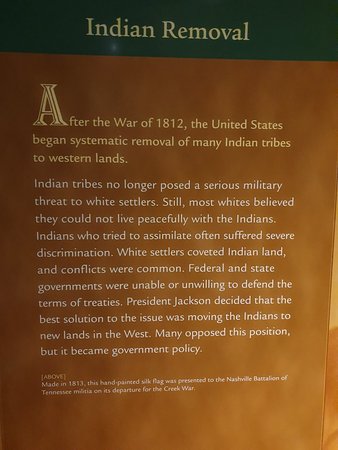 Indian Removal
After the War of 1812, the United States
began systematic removal of many Indian tribes
to western lands.
Indian tribes no longer posed a serious military
threat to white settlers. Still, most whites believed
they could not live peacefully with the Indians.
Indians who tried to assimilate often suffered severe
discrimination. White settlers coveted Indian land,
and conflicts were common. Federal and state
governments were unable or unwilling to defend the
terms of treaties. President Jackson decided that the
best solution to the issue was moving the Indians to
new lands in the West. Many opposed this position,
but it became government policy.
[ABOVE]
Made in 1813, this hand-painted silk flag was presented to the Nashville Battalion of
Tennessee militia on its departure for the Creek War.